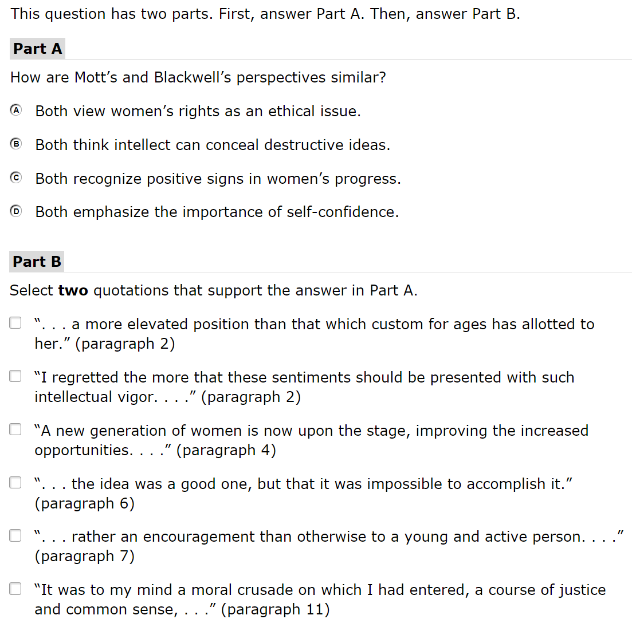 This question has two parts. First, answer Part A. Then, answer Part B.
Part A
How are Mott’s and Blackwell’s perspectives similar?
A Both view women’s rights as an ethical issue.
B Both think intellect can conceal destructive ideas.
C Both recognize positive signs in women’s progress.
D Both emphasize the importance of self-confidence.
Part B
Select two quotations that support the answer in Part A.
“. . . a more elevated position than that which custom for ages has allotted to
her.” (paragraph 2)
“I regretted the more that these sentiments should be presented with such
intellectual vigor. . . .” (paragraph 2)
“A new generation of women is now upon the stage, improving the increased
opportunities. . . .” (paragraph 4)
“. . . the idea was a good one, but that it was impossible to accomplish it.”
(paragraph 6)
“. . . rather an encouragement than otherwise to a young and active person. . . .”
(paragraph 7)
“It was to my mind a moral crusade on which I had entered, a course of justice
and common sense, . . .” (paragraph 11)